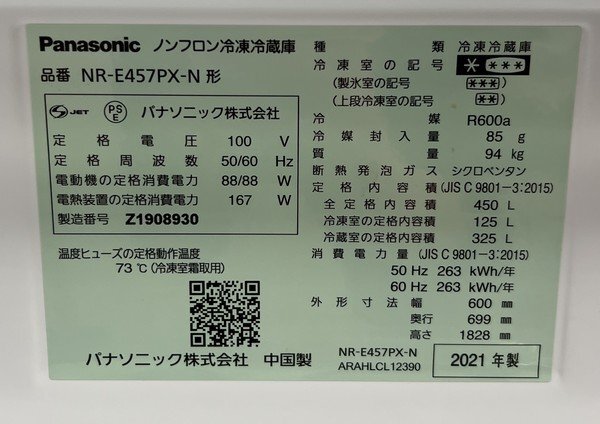 Panasonic ノンフロン冷凍冷蔵庫
品番 NR-E457PX-N 形
JET PSE パナソニック株式会社
定格電圧 100 V
定格周波数 50/60 Hz
電動機の定格消費電力 88/88 W
電熱装置の定格消費電力 167 W
製造番号 Z1908930
温度ヒューズの定格動作温度
73℃(冷凍室霜取用)
パナソニック株式会社 中国製
種類 冷凍冷蔵庫
冷凍室の記号 * ***
(製氷室の記号 ***)
(上段冷凍室の記号 **)
冷媒 R600a
冷媒封入量 85 g
質量 94 kg
断熱発泡ガス シクロペンタン
定格内容積 (JIS C 9801-3:2015)
全定格内容積 450 L
冷凍室の定格内容積 125 L
冷蔵室の定格内容積 325 L
消費電力量 (JIS C 9801-3:2015)
50 Hz 263 kWh/年
60 Hz 263 kWh/年
外形寸法 幅 600 mm
奥行 699 mm
高さ 1828 mm
NR-E457PX-N
ARAHLCL12390
2021 年製